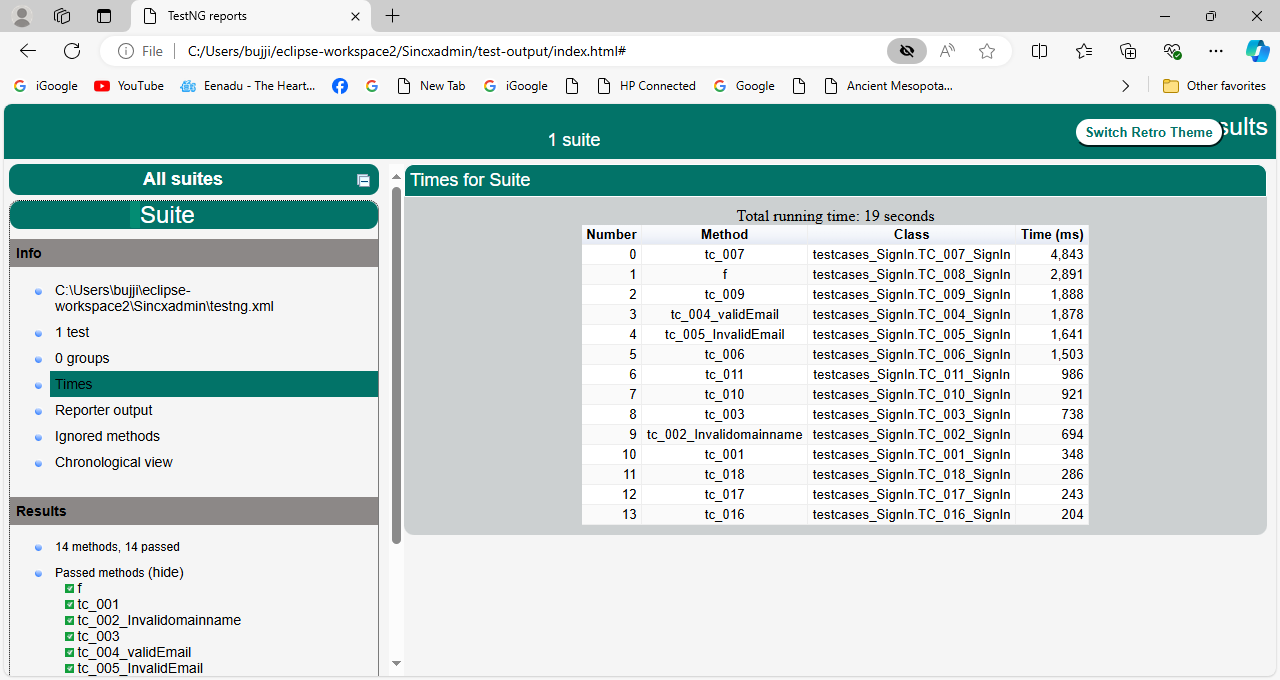 TestNG reports
File
C:/Users/bujji/eclipse-workspace2/Sincxadmin/test-output/index.html#
iGoogle
YouTube
Eenadu - The Heart...
New Tab
iGoogle
HP Connected
Google
Ancient Mesopota...
Other favorites
1 suite
Switch Retro Theme
sults
All suites
Suite
Info
C:\Users\bujji\eclipse-
workspace2\Sincxadmin\testng.xml
1 test
0 groups
Times
Reporter output
Ignored methods
Chronological view
Results
14 methods, 14 passed
Passed methods (hide)
f
tc_001
tc_002_Invalidomainname
tc_003
tc_004_validEmail
tc_005_InvalidEmail
Times for Suite
Total running time: 19 seconds
Number Method Class Time (ms)
0 tc_007 testcases_SignIn.TC_007_SignIn 4,843
1 f testcases_SignIn.TC_008_SignIn 2,891
2 tc_009 testcases_SignIn.TC_009_SignIn 1,888
3 tc_004_validEmail testcases_SignIn.TC_004_SignIn 1,878
4 tc_005_InvalidEmail testcases_SignIn.TC_005_SignIn 1,641
5 tc_006 testcases_SignIn.TC_006_SignIn 1,503
6 tc_011 testcases_SignIn.TC_011_SignIn 986
7 tc_010 testcases_SignIn.TC_010_SignIn 921
8 tc_003 testcases_SignIn.TC_003_SignIn 738
9 tc_002_Invalidomainname testcases_SignIn.TC_002_SignIn 694
10 tc_001 testcases_SignIn.TC_001_SignIn 348
11 tc_018 testcases_SignIn.TC_018_SignIn 286
12 tc_017 testcases_SignIn.TC_017_SignIn 243
13 tc_016 testcases_SignIn.TC_016_SignIn 204